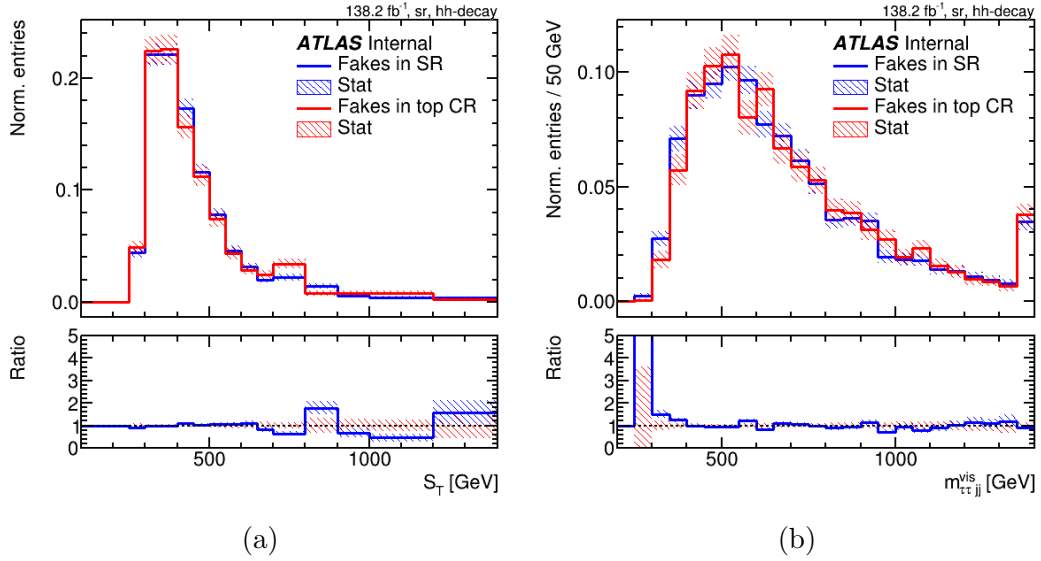 138.2 fb⁻¹, sr, hh-decay
Norm. entries
ATLAS Internal
Fakes in SR
Stat
Fakes in top CR
Stat
0.2
0.1
0.0
Ratio
5
4
3
2
1
0
500
1000
S_T [GeV]
(a)
138.2 fb⁻¹, sr, hh-decay
Norm. entries / 50 GeV
ATLAS Internal
Fakes in SR
Stat
Fakes in top CR
Stat
0.10
0.05
0.00
Ratio
5
4
3
2
1
0
500
1000
m^vis_ττ jj [GeV]
(b)